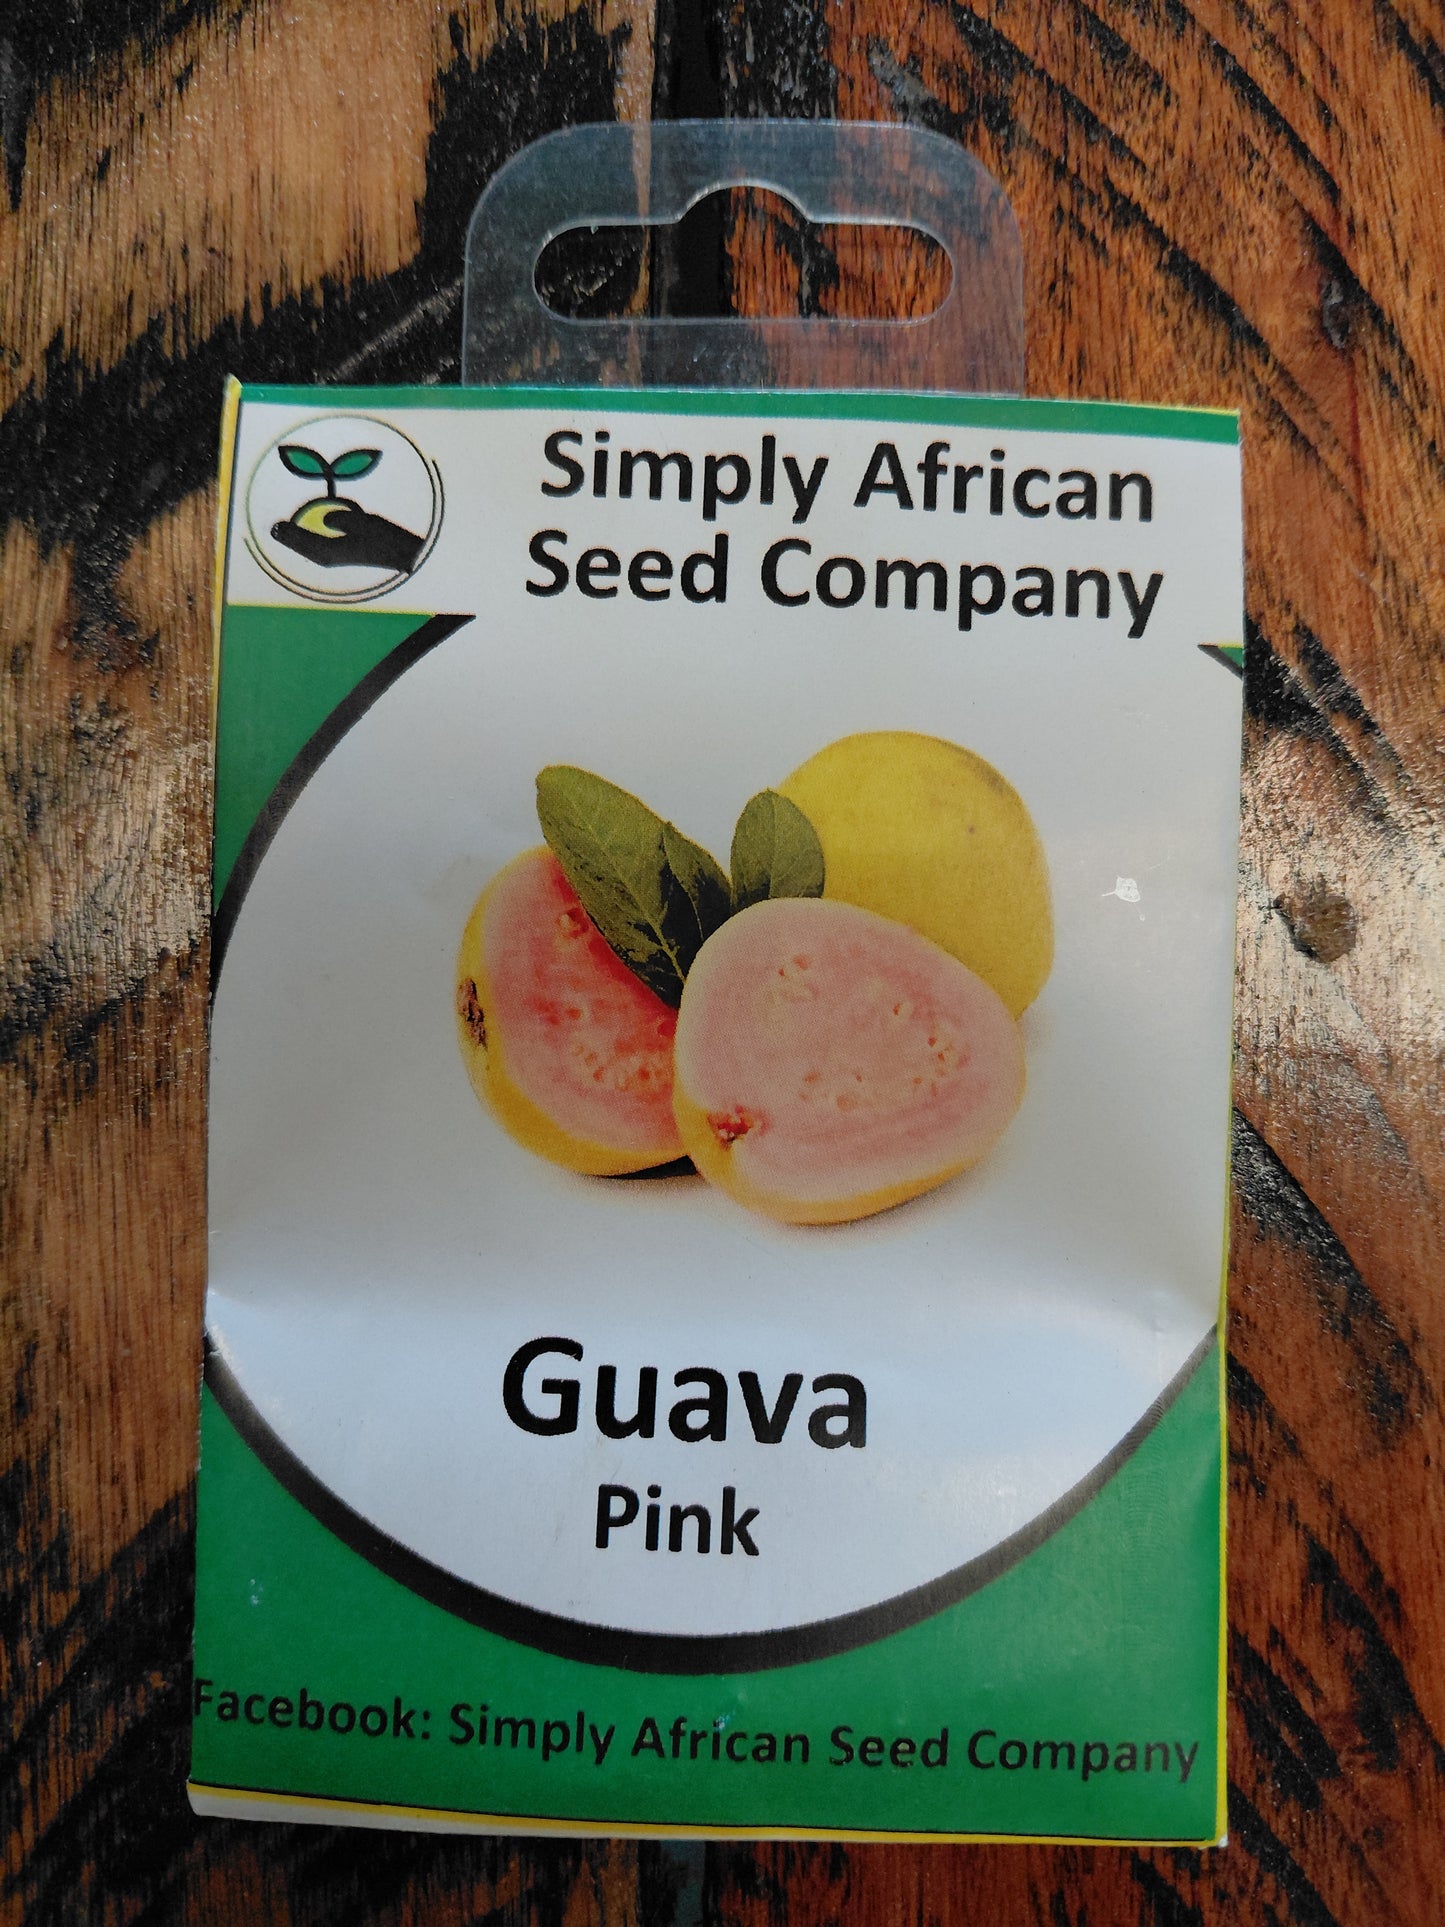 Simply African
Seed Company
Guava
Pink
Facebook: Simply African Seed Company